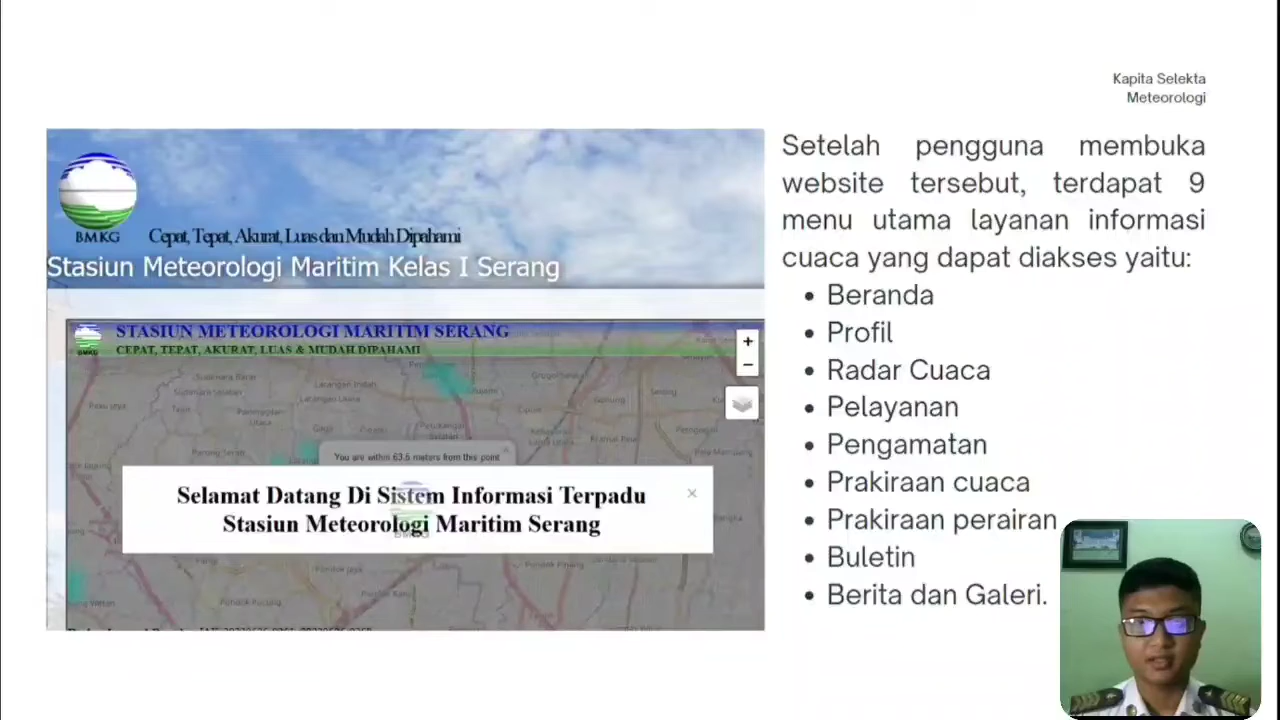 Kapita Selekta
Meteorologi
BMKG
Cepat, Tepat, Akurat, Luas dan Mudah Dipahami
Stasiun Meteorologi Maritim Kelas I Serang
STASIUN METEOROLOGI MARITIM SERANG
CEPAT, TEPAT, AKURAT, LUAS & MUDAH DIPAHAMI
BMKG
+
−
You are within 63.6 meters from this point
Selamat Datang Di Sistem Informasi Terpadu
Stasiun Meteorologi Maritim Serang
Setelah pengguna membuka
website tersebut, terdapat 9
menu utama layanan informasi
cuaca yang dapat diakses yaitu:
• Beranda
• Profil
• Radar Cuaca
• Pelayanan
• Pengamatan
• Prakiraan cuaca
• Prakiraan perairan
• Buletin
• Berita dan Galeri.